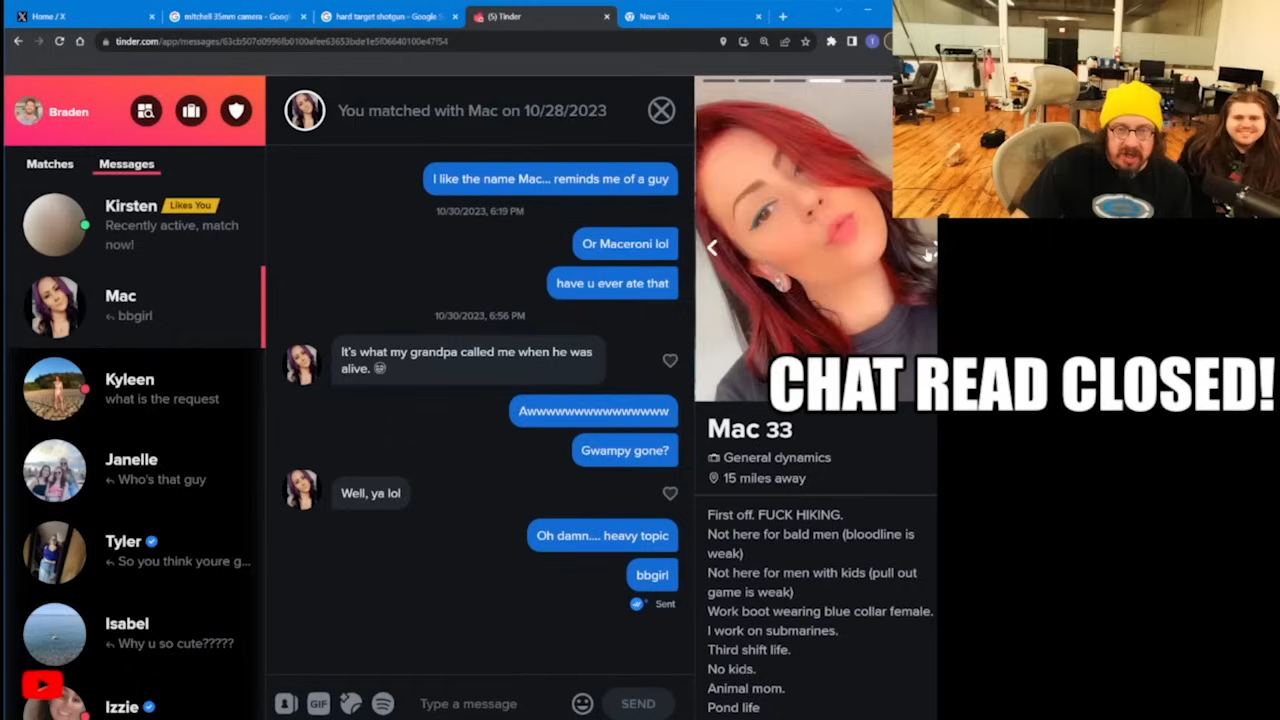 Home / X
mitchell 35mm camera - Googl
hard target shotgun - Google S
(5) Tinder
New Tab
tinder.com/app/messages/63cb507d0996fb0100afee63653bde1e5f06640100e47f54
Braden
You matched with Mac on 10/28/2023
Matches
Messages
Kirsten
Likes You
Recently active, match
now!
Mac
bbgirl
Kyleen
what is the request
Janelle
Who's that guy
Tyler
So you think youre g...
Isabel
Why u so cute?????
Izzie
I like the name Mac... reminds me of a guy
10/30/2023, 6:19 PM
Or Maceroni lol
have u ever ate that
10/30/2023, 6:56 PM
It's what my grandpa called me when he was
alive. 😅
Awwwwwwwwwwwwwwww
Gwampy gone?
Well, ya lol
Oh damn.... heavy topic
bbgirl
Sent
GIF
Type a message
SEND
CHAT READ CLOSED!
Mac 33
General dynamics
15 miles away
First off. FUCK HIKING.
Not here for bald men (bloodline is
weak)
Not here for men with kids (pull out
game is weak)
Work boot wearing blue collar female.
I work on submarines.
Third shift life.
No kids.
Animal mom.
Pond life